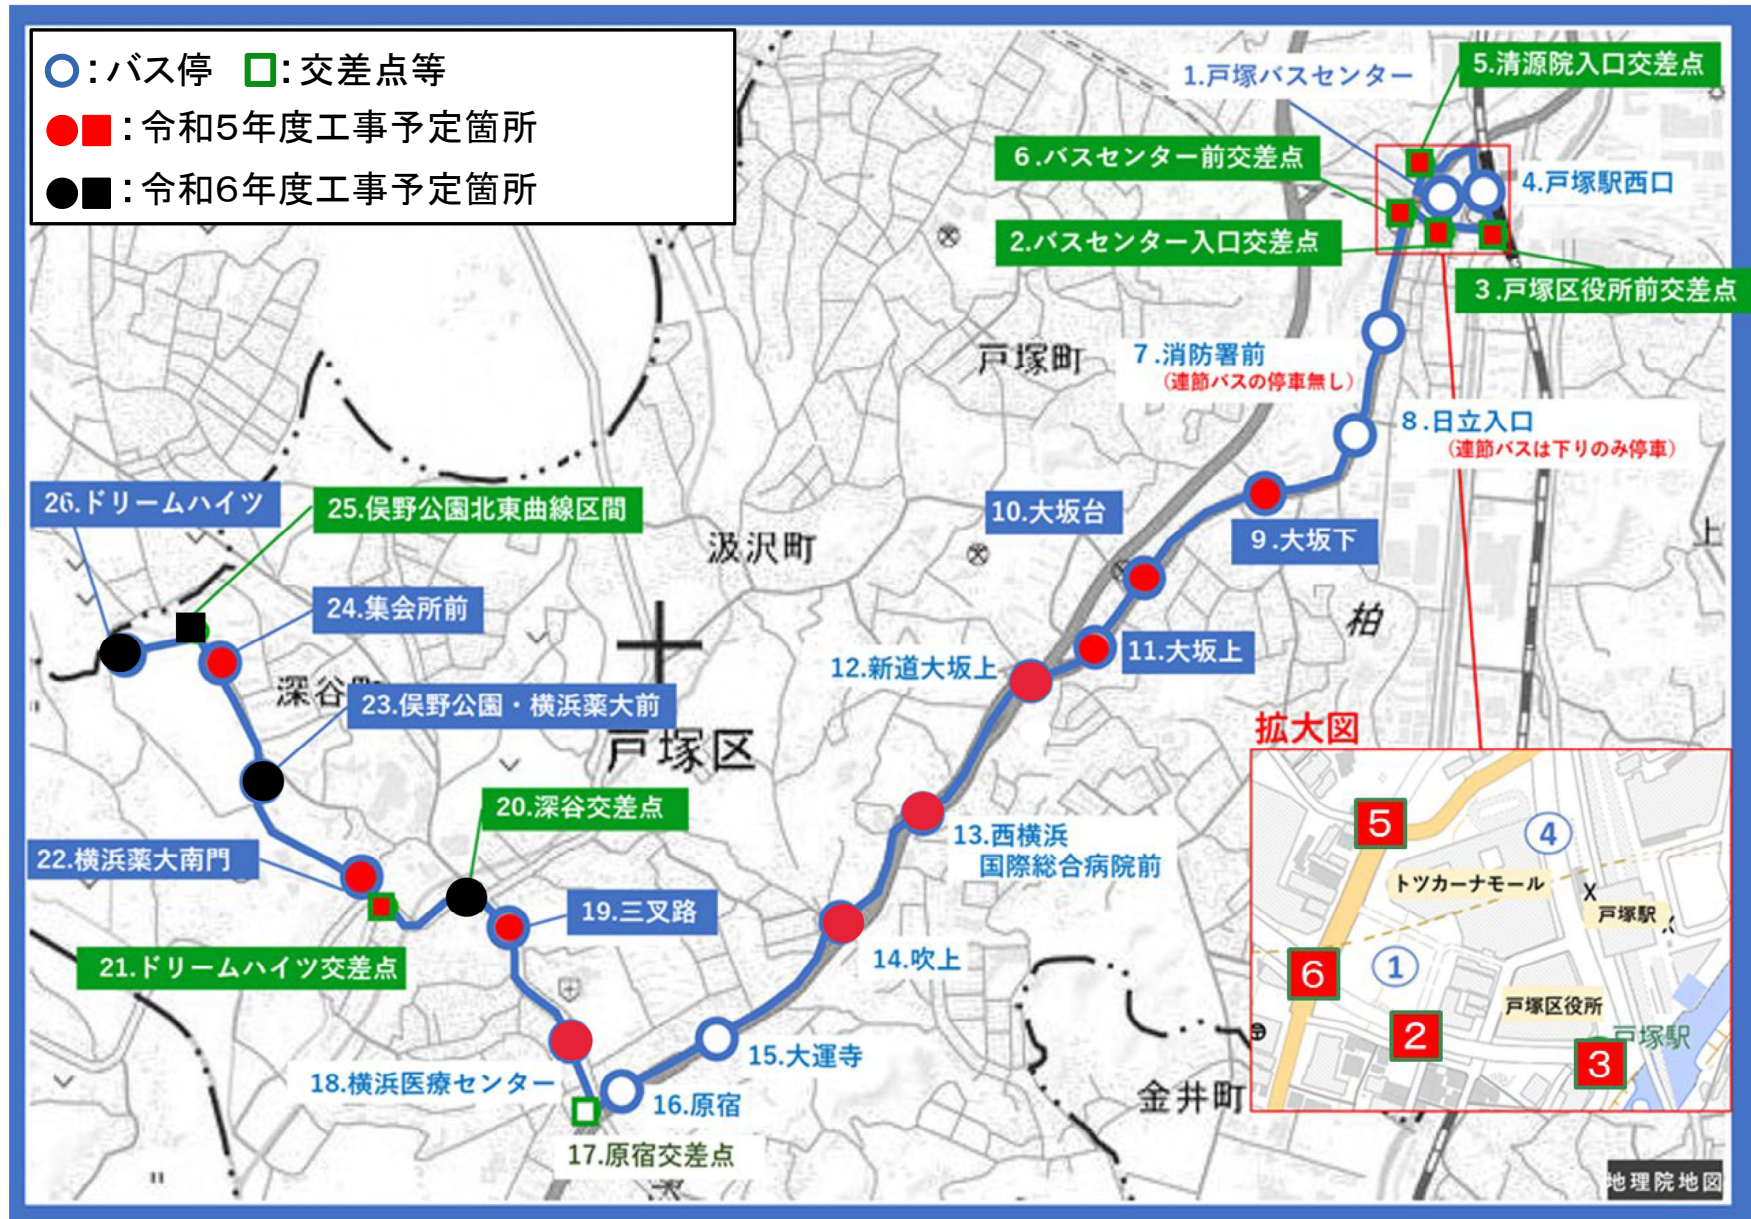 ：バス停　：交差点等
：令和５年度工事予定箇所
：令和６年度工事予定箇所
1.戸塚バスセンター
5.清源院入口交差点
６.バスセンター前交差点
4.戸塚駅西口
2.バスセンター入口交差点
３.戸塚区役所前交差点
戸塚町
７.消防署前
（連節バスの停車無し）
８.日立入口
（連節バスは下りのみ停車）
26.ドリームハイツ
25.俣野公園北東曲線区間
10.大坂台
９.大坂下
汲沢町
上
24.集会所前
柏
11.大坂上
12.新道大坂上
深谷町
23.俣野公園・横浜薬大前
戸塚区
拡大図
20.深谷交差点
13.西横浜
国際総合病院前
22.横浜薬大南門
19.三叉路
14.吹上
21.ドリームハイツ交差点
15.大運寺
18.横浜医療センター
16.原宿
17.原宿交差点
金井町
5
4
トツカーナモール
戸塚駅
6
1
戸塚区役所
2
戸塚駅
3
地理院地図